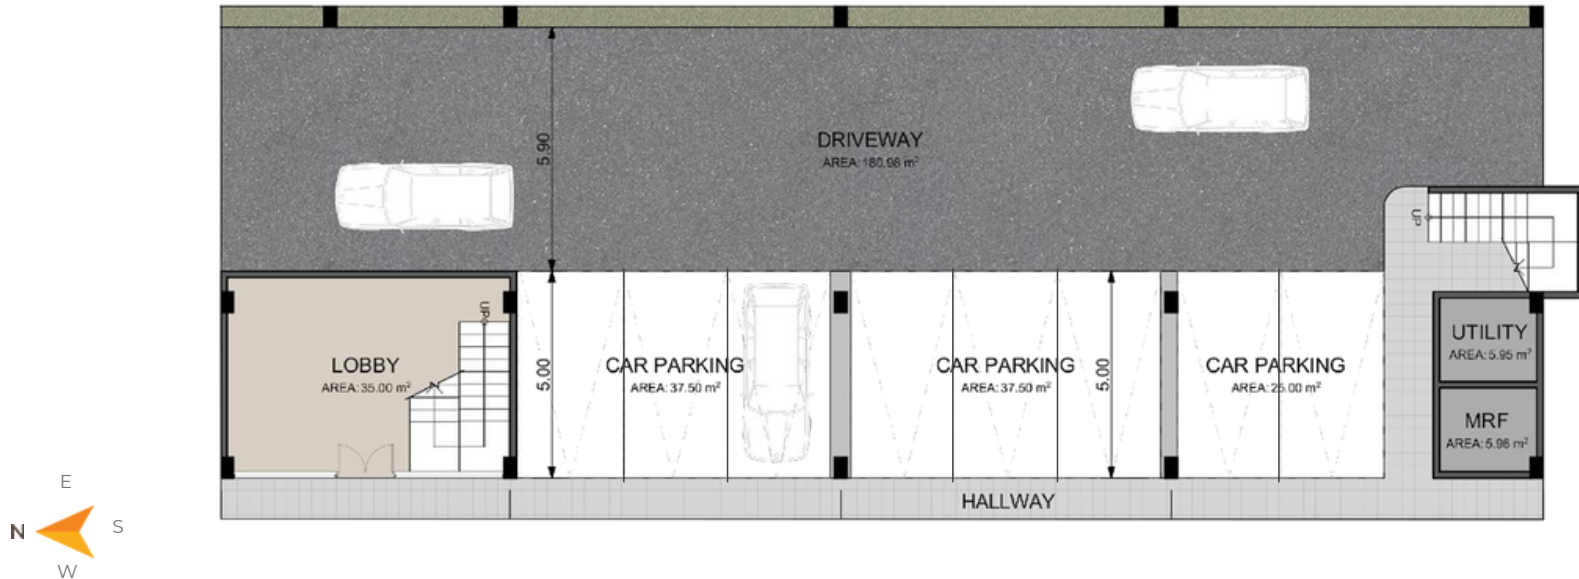 DRIVEWAY
AREA: 180.98 m²
5.90
UP
UP
LOBBY
AREA: 35.00 m²
5.00
CAR PARKING
AREA: 37.50 m²
CAR PARKING
AREA: 37.50 m²
5.00
CAR PARKING
AREA: 25.00 m²
UTILITY
AREA: 5.95 m²
MRF
AREA: 5.96 m²
HALLWAY
E
N
S
W